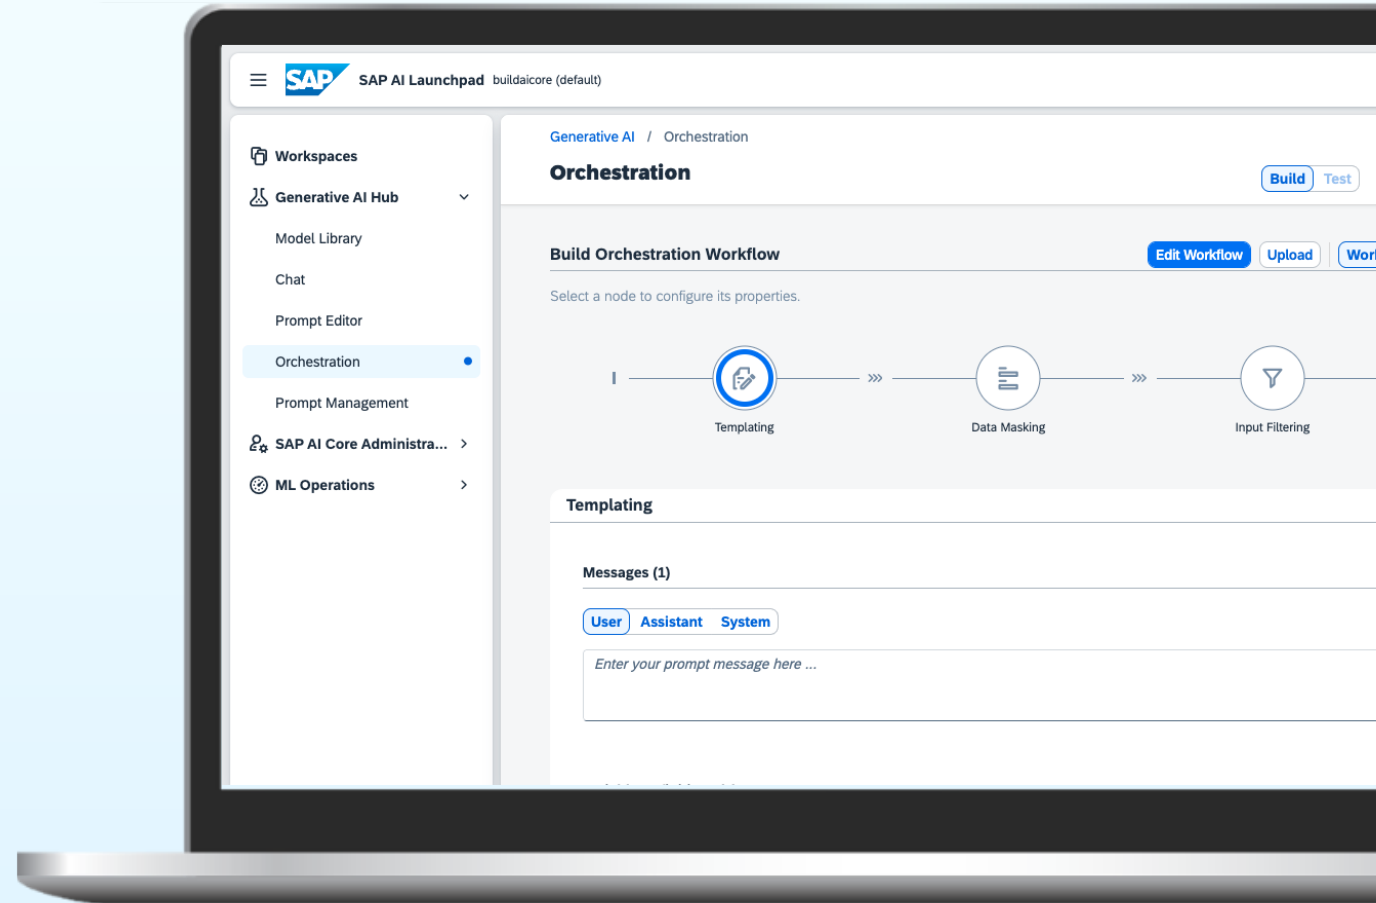 SAP SAP AI Launchpad buildaicore (default)
Workspaces
Generative AI Hub
Model Library
Chat
Prompt Editor
Orchestration
Prompt Management
SAP AI Core Administra...
ML Operations
Generative AI / Orchestration
Orchestration
Build Test
Build Orchestration Workflow
Edit Workflow Upload
Select a node to configure its properties.
Templating Data Masking Input Filtering
Templating
Messages (1)
User Assistant System
Enter your prompt message here ...